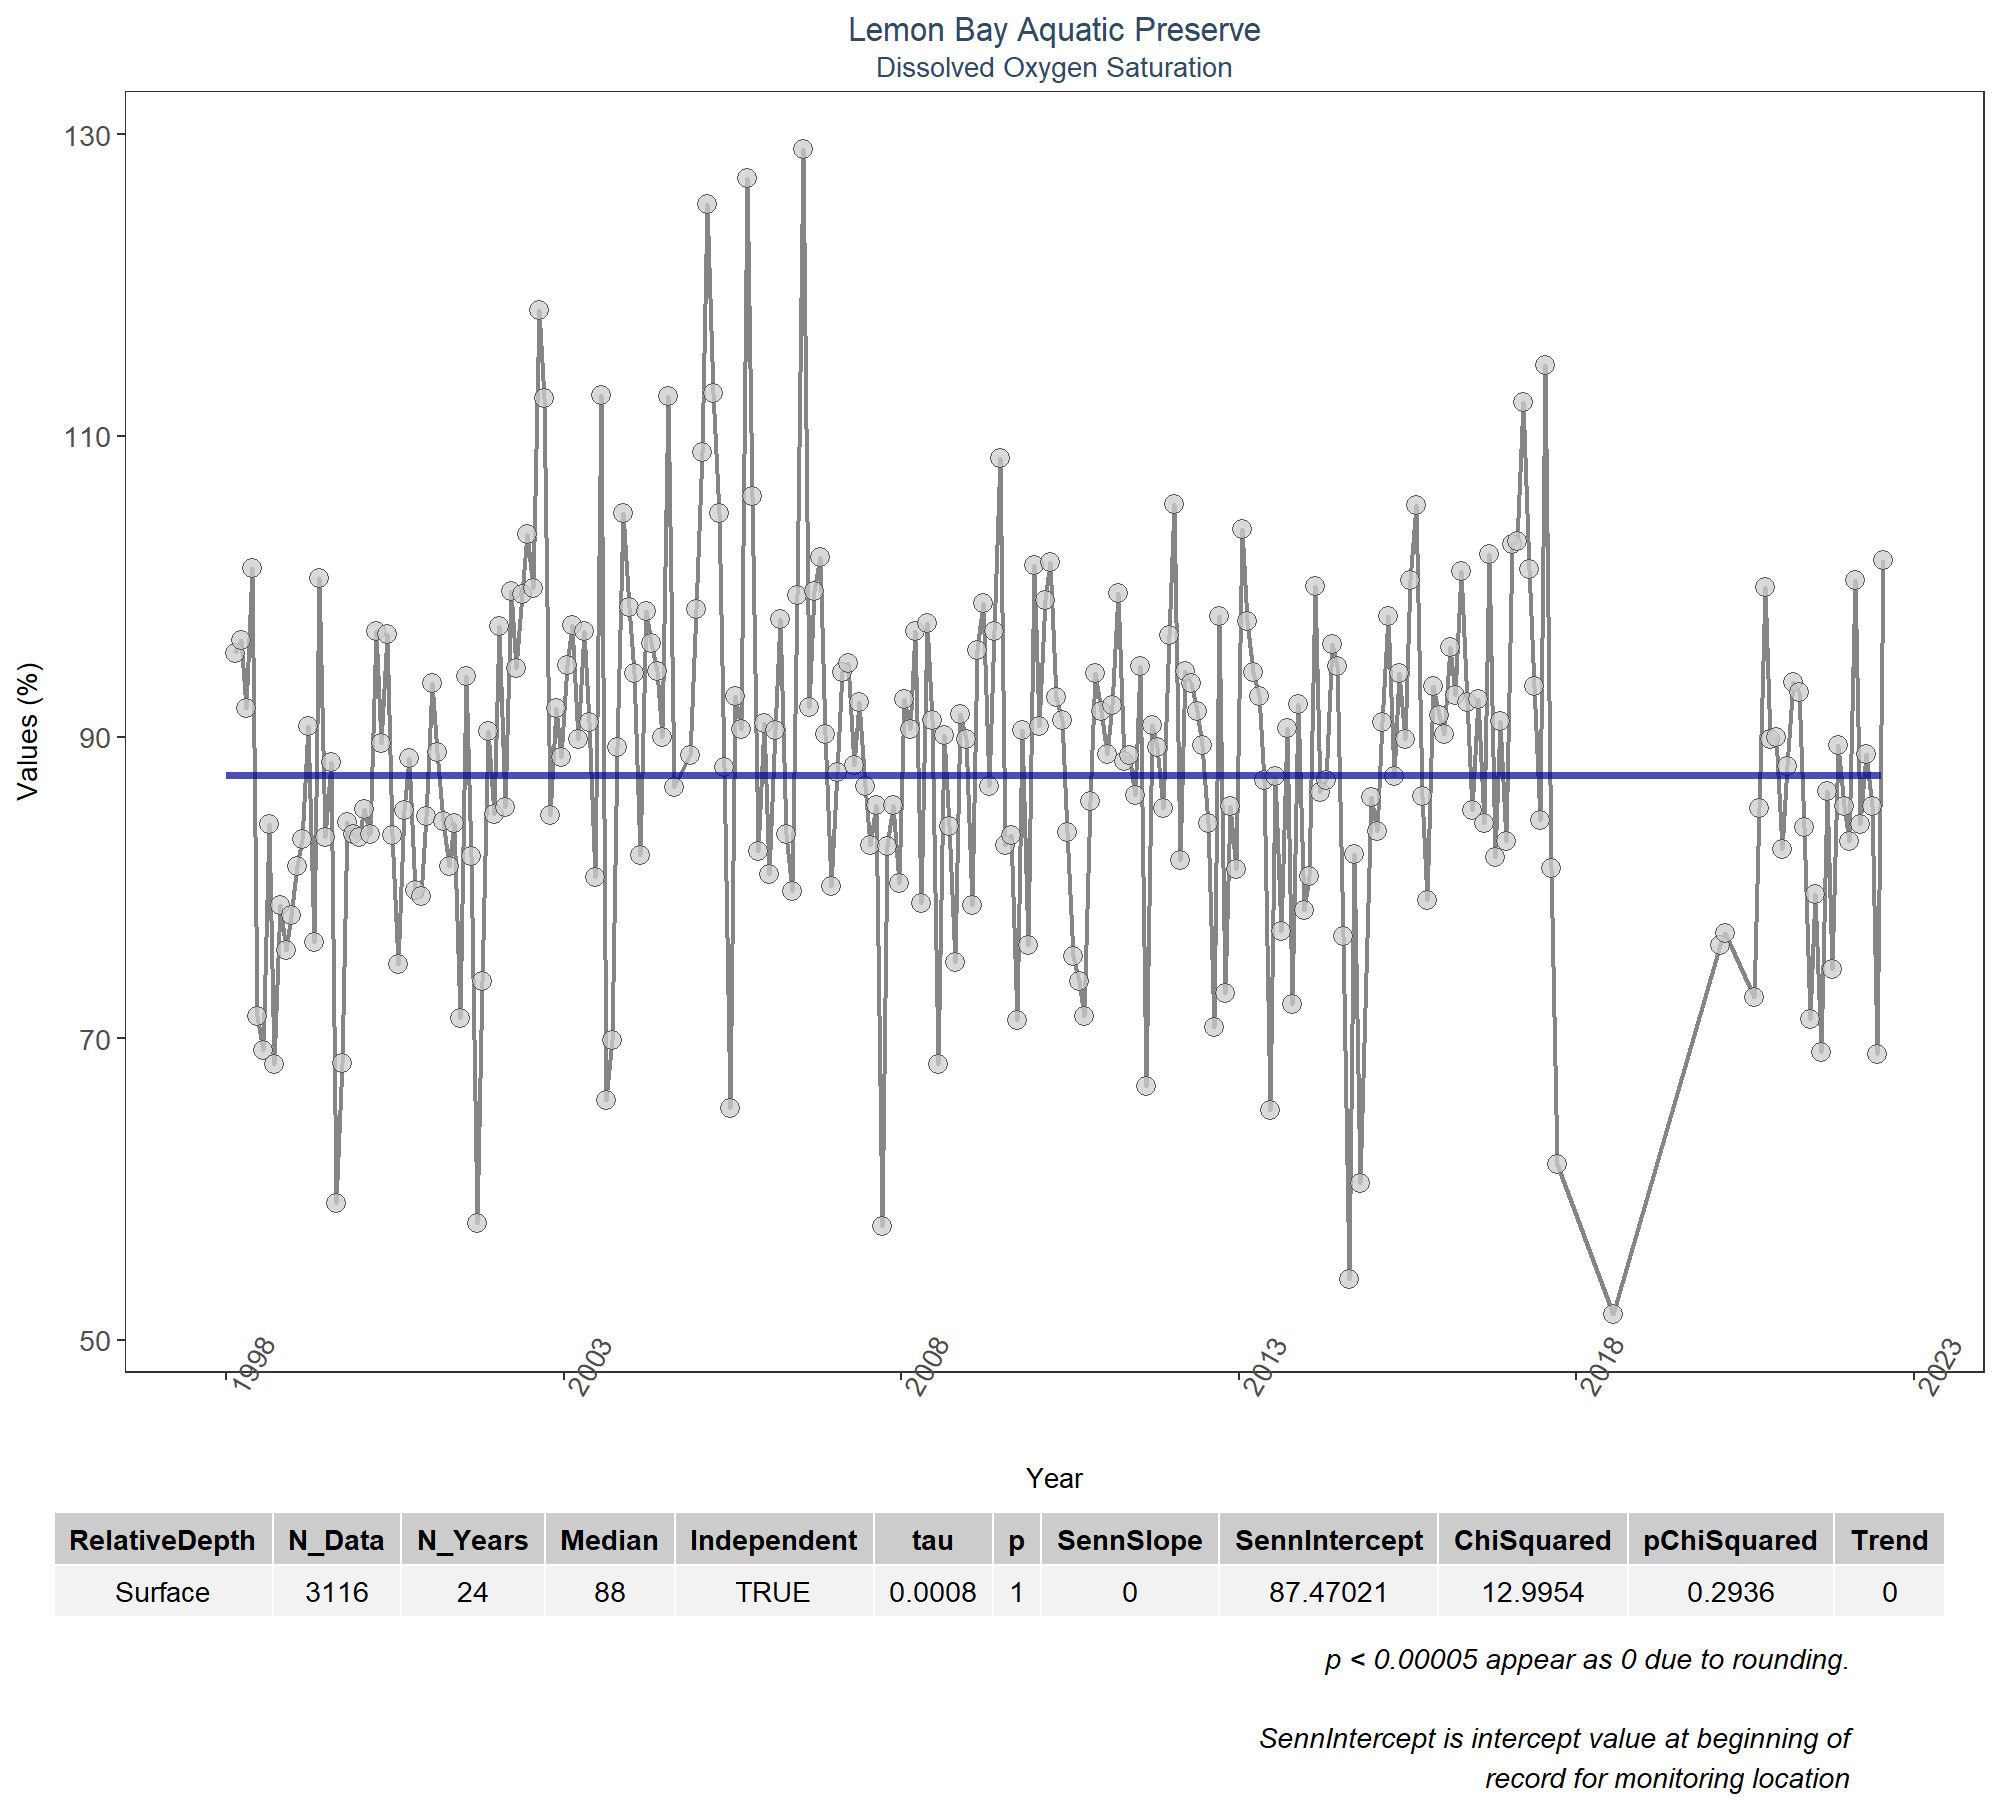 Lemon Bay Aquatic Preserve
Dissolved Oxygen Saturation
130
110
90
70
50
Values (%)
1998
2003
2008
2013
2018
2023
Year
RelativeDepth N_Data N_Years Median Independent tau p SennSlope SennIntercept ChiSquared pChiSquared Trend
Surface 3116 24 88 TRUE 0.0008 1 0 87.47021 12.9954 0.2936 0
p < 0.00005 appear as 0 due to rounding.
SennIntercept is intercept value at beginning of
record for monitoring location